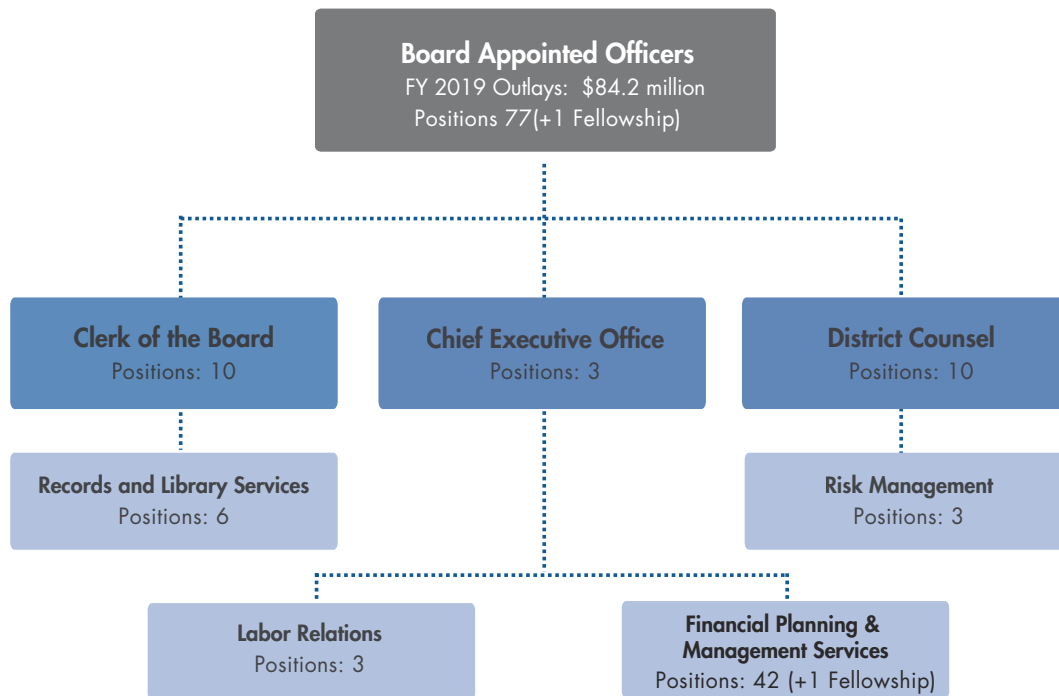 Board Appointed Officers
FY 2019 Outlays: $84.2 million
Positions 77(+1 Fellowship)
Clerk of the Board
Positions: 10
Chief Executive Office
Positions: 3
District Counsel
Positions: 10
Records and Library Services
Positions: 6
Risk Management
Positions: 3
Labor Relations
Positions: 3
Financial Planning &
Management Services
Positions: 42 (+1 Fellowship)